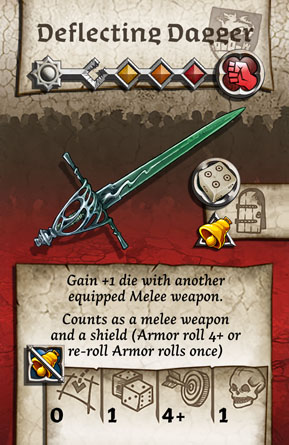 Deflecting Dagger
Gain +1 die with another
equipped Melee weapon.
Counts as a melee weapon
and a shield (Armor roll 4+ or
re-roll Armor rolls once)
0 1 4+ 1